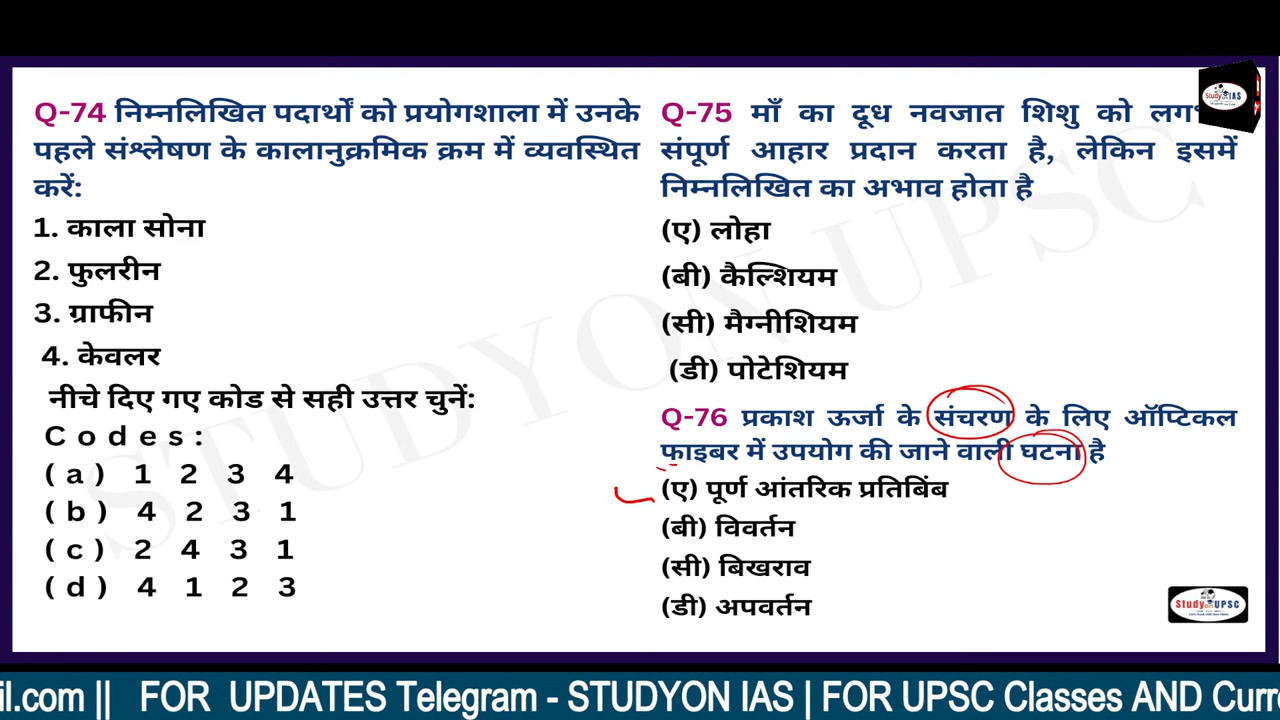 Q-74 निम्नलिखित पदार्थों को प्रयोगशाला में उनके
पहले संश्लेषण के कालानुक्रमिक क्रम में व्यवस्थित
करें:
1. काला सोना
2. फुलरीन
3. ग्राफीन
4. केवलर
नीचे दिए गए कोड से सही उत्तर चुनें:
Codes:
(a) 1 2 3 4
(b) 4 2 3 1
(c) 2 4 3 1
(d) 4 1 2 3
Q-75 माँ का दूध नवजात शिशु को
संपूर्ण आहार प्रदान करता है, लेकिन इसमें
निम्नलिखित का अभाव होता है
(ए) लोहा
(बी) कैल्शियम
(सी) मैग्नीशियम
(डी) पोटेशियम
Q-76 प्रकाश ऊर्जा के संचरण के लिए ऑप्टिकल
फाइबर में उपयोग की जाने वाली घटना है
(ए) पूर्ण आंतरिक प्रतिबिंब
(बी) विवर्तन
(सी) बिखराव
(डी) अपवर्तन
STUDYON UPSC
Study IAS
Study UPSC
il.com || FOR UPDATES Telegram - STUDYON IAS | FOR UPSC Classes AND Curr